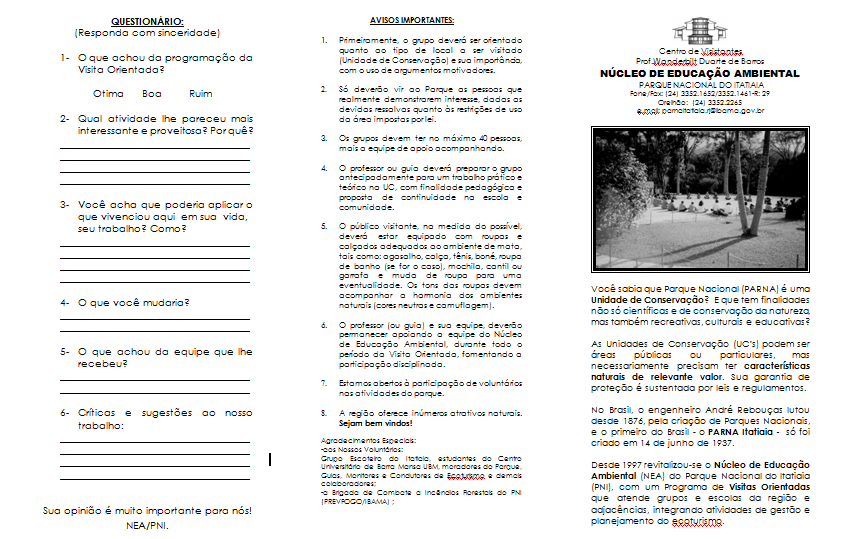 QUESTIONÁRIO:
(Responda com sinceridade)
1- O que achou da programação da
Visita Orientada?
Otima Boa Ruim
2- Qual atividade lhe pareceu mais
interessante e proveitosa? Por quê?
3- Você acha que poderia aplicar o
que vivenciou aqui em sua vida,
seu trabalho? Como?
4- O que você mudaria?
5- O que achou da equipe que lhe
recebeu?
6- Críticas e sugestões ao nosso
trabalho:
Sua opinião é muito importante para nós!
NEA/PNI.
AVISOS IMPORTANTES:
1. Primeiramente, o grupo deverá ser orientado
quanto ao tipo de local a ser visitado
(Unidade de Conservação) e sua importância,
com o uso de argumentos motivadores.
2. Só deverão vir ao Parque as pessoas que
realmente demonstrarem interesse, dadas as
devidas ressalvas quanto às restrições de uso
da área impostas por lei.
3. Os grupos devem ter no máximo 40 pessoas,
mais a equipe de apoio acompanhando.
4. O professor ou guia deverá preparar o grupo
antecipadamente para um trabalho prático e
teórico na UC, com finalidade pedagógica e
proposta de continuidade na escola e
comunidade.
5. O público visitante, na medida do possível,
deverá estar equipado com roupas e
calçados adequados ao ambiente de mata,
tais como: agasalho, calça, tênis, boné, roupa
de banho (se for o caso), mochila, cantil ou
garrafa e muda de roupa para uma
eventualidade. Os tons das roupas devem
acompanhar a harmonia dos ambientes
naturais (cores neutras e camuflagem).
6. O professor (ou guia) e sua equipe, deverão
permanecer apoiando a equipe do Núcleo
de Educação Ambiental, durante todo o
período da Visita Orientada, fomentando a
participação disciplinada.
7. Estamos abertos à participação de voluntários
nas atividades do parque.
8. A região oferece inúmeros atrativos naturais.
Sejam bem vindos!
Agradecimentos Especiais:
-aos Nossos Voluntários:
Grupo Escoteiro do Itatiaia, estudantes do Centro
Universitário de Barra Mansa UBM, moradores do Parque,
Guias, Monitores e Condutores de Ecoturismo e demais
colaboradores;
-a Brigada de Combate a Incêndios Florestais do PNI
(PREVFOGO/IBAMA) ;
Centro de Visitantes
Prof.Wanderbilt Duarte de Barros
NÚCLEO DE EDUCAÇÃO AMBIENTAL
PARQUE NACIONAL DO ITATIAIA
Fone/Fax: (24) 3352.1652/3352.1461-R: 29
Orelhão: (24) 3352.2265
e.mail: parnaitatiaia.rj@ibama.gov.br
Você sabia que Parque Nacional (PARNA) é uma
Unidade de Conservação? E que tem finalidades
não só científicas e de conservação da natureza,
mas também recreativas, culturais e educativas?
As Unidades de Conservação (UC's) podem ser
áreas públicas ou particulares, mas
necessariamente precisam ter características
naturais de relevante valor. Sua garantia de
proteção é sustentada por leis e regulamentos.
No Brasil, o engenheiro André Rebouças lutou
desde 1876, pela criação de Parques Nacionais,
e o primeiro do Brasil - o PARNA Itatiaia - só foi
criado em 14 de junho de 1937.
Desde 1997 revitalizou-se o Núcleo de Educação
Ambiental (NEA) do Parque Nacional do Itatiaia
(PNI), com um Programa de Visitas Orientadas
que atende grupos e escolas da região e
adjacências, integrando atividades de gestão e
planejamento do ecoturismo.